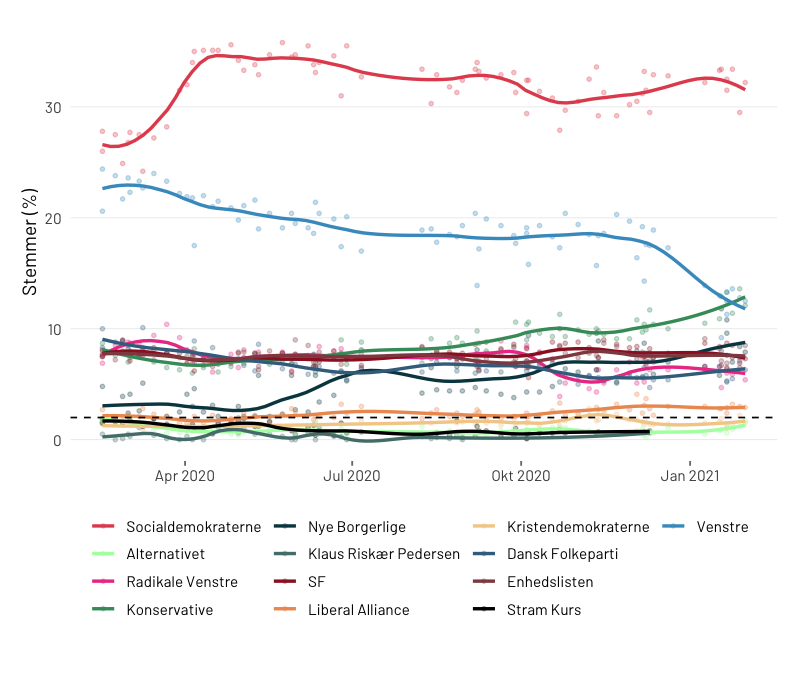 30
20
10
0
Stemmer (%)
Apr 2020 Jul 2020 Okt 2020 Jan 2021
Socialdemokraterne Nye Borgerlige Kristendemokraterne Venstre
Alternativet Klaus Riskær Pedersen Dansk Folkeparti
Radikale Venstre SF Enhedslisten
Konservative Liberal Alliance Stram Kurs